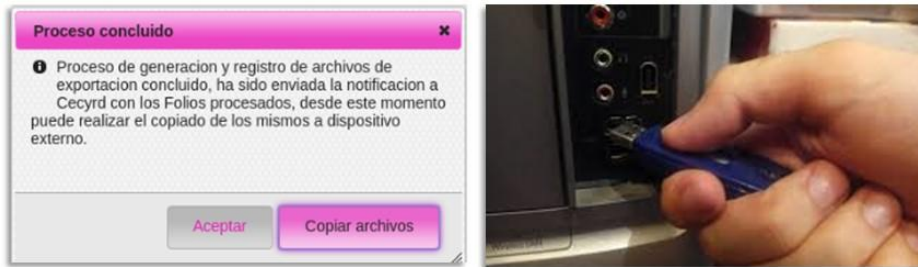 Proceso concluido
Proceso de generacion y registro de archivos de
exportacion concluido, ha sido enviada la notificacion a
Cecyrd con los Folios procesados, desde este momento
puede realizar el copiado de los mismos a dispositivo
externo.
Aceptar
Copiar archivos